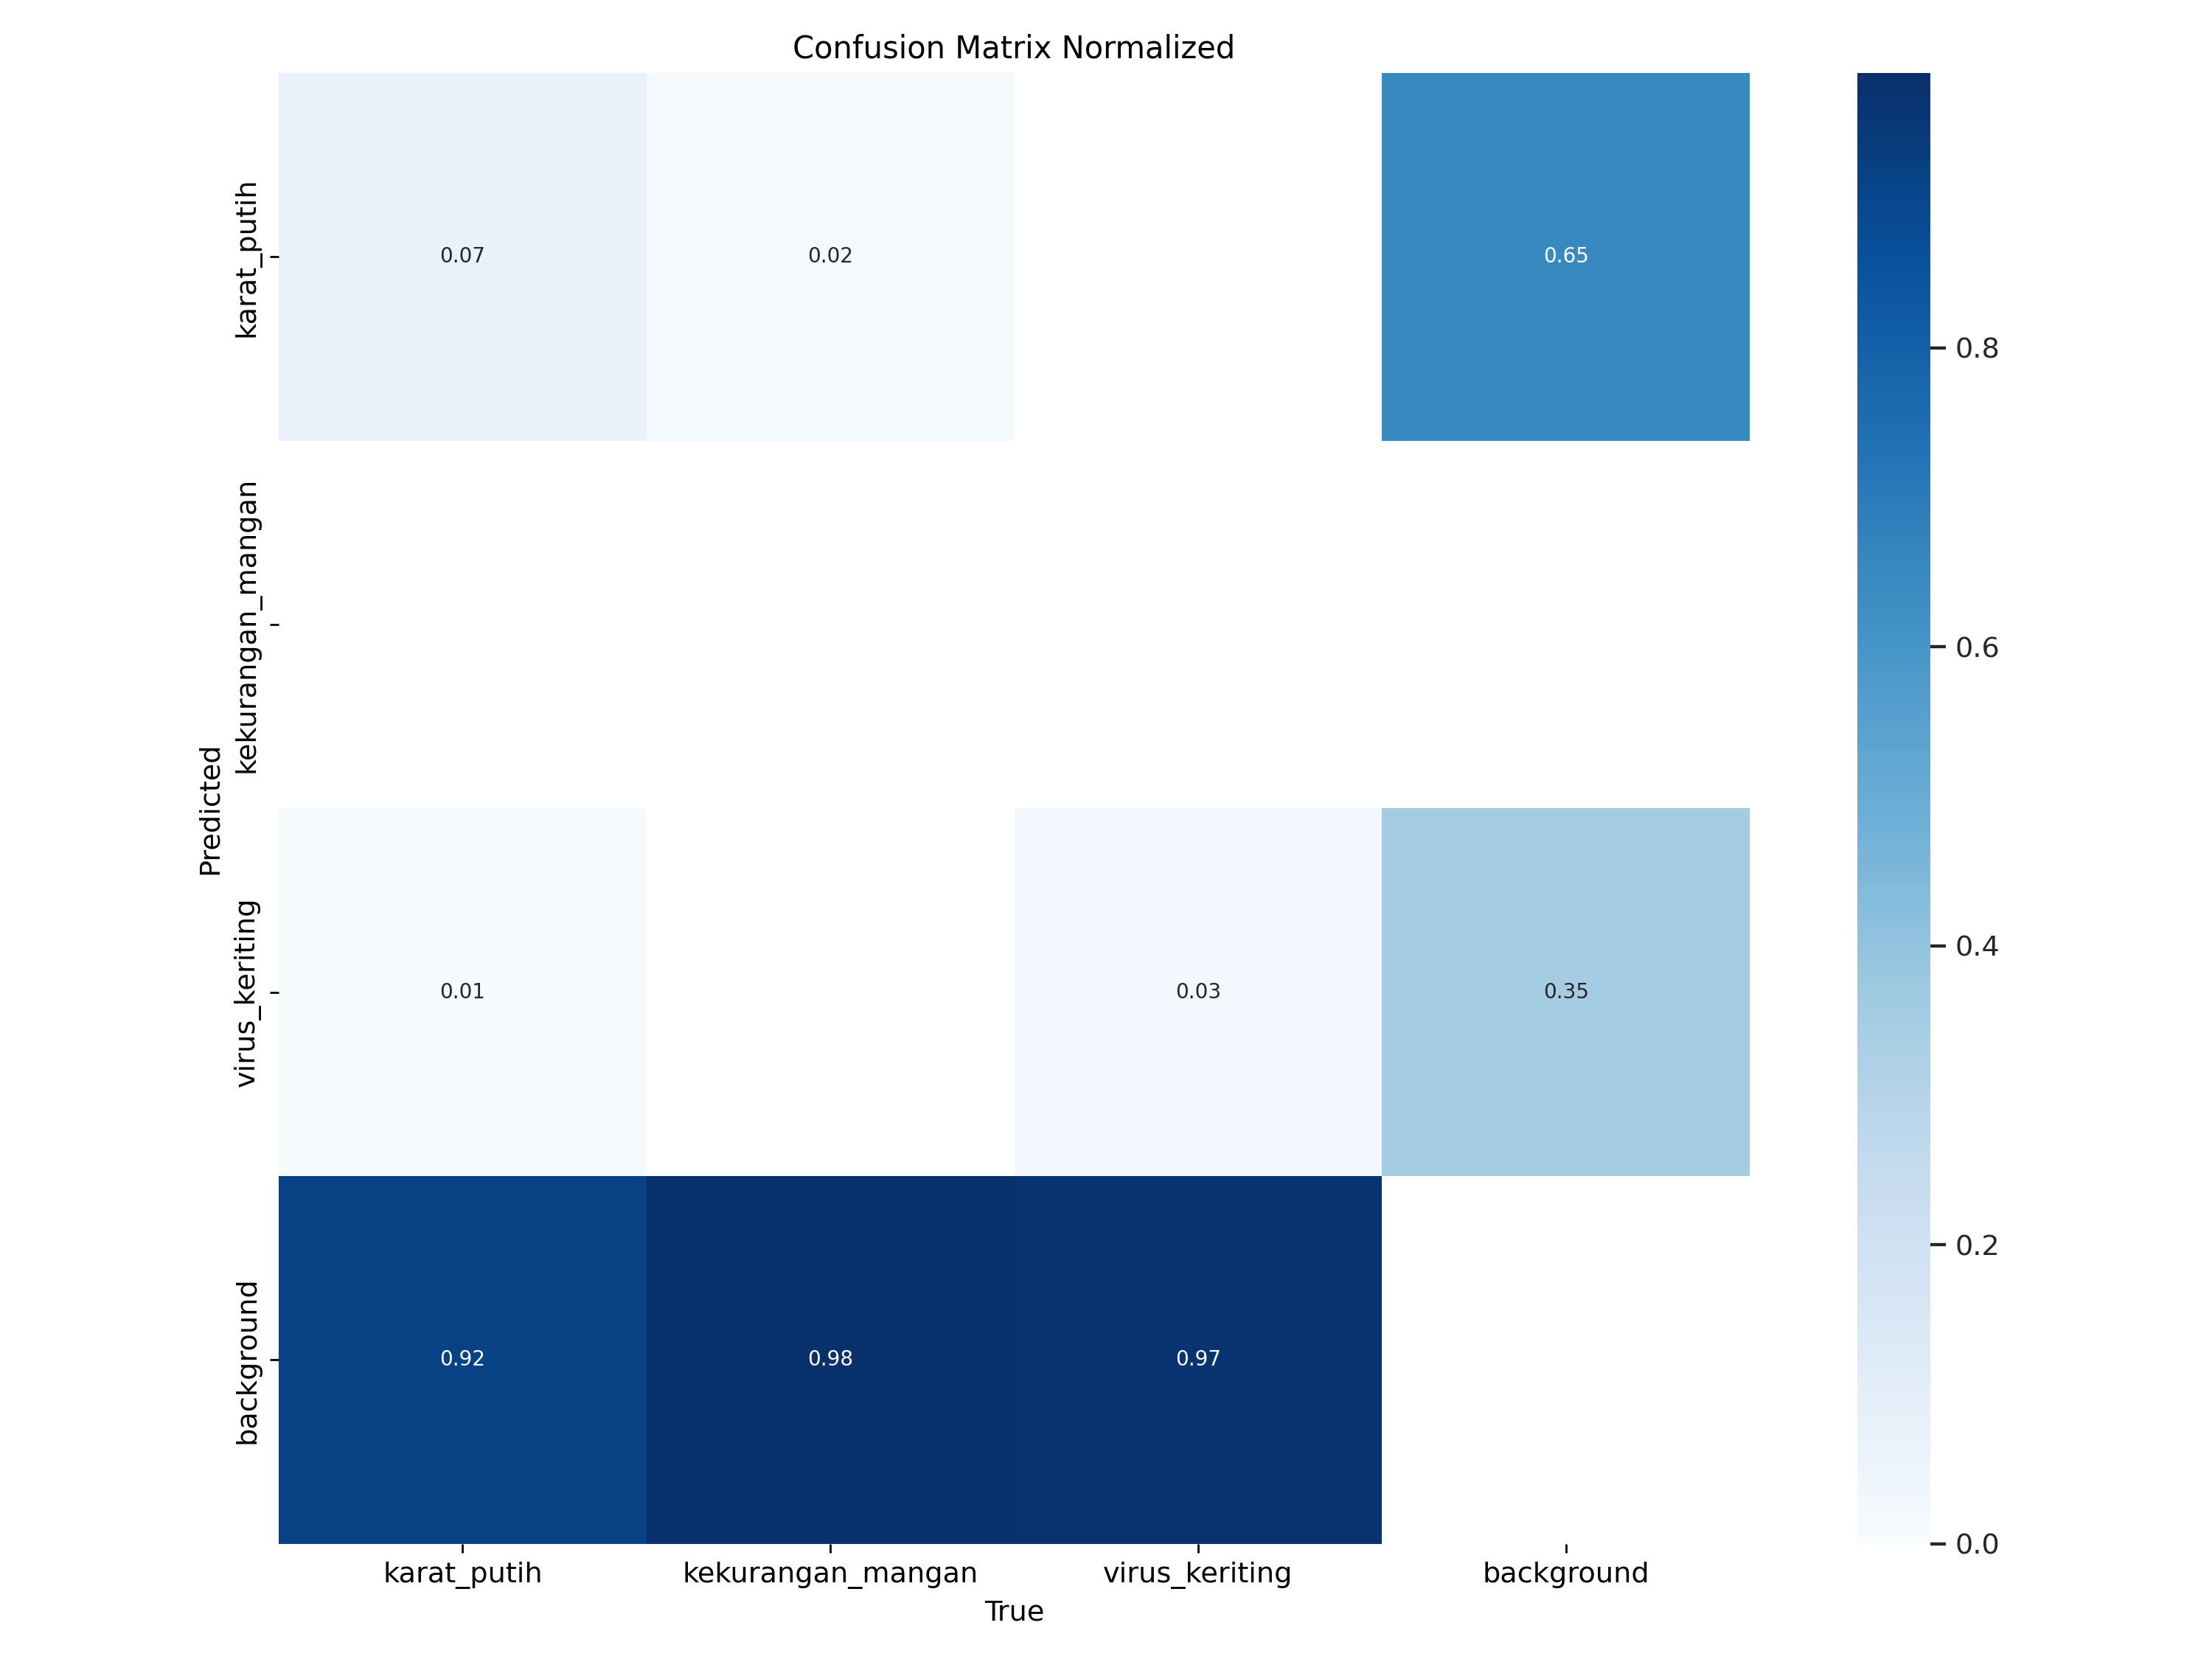 Confusion Matrix Normalized
karat_putih
0.07
0.02
0.65
kekurangan_mangan
virus_keriting
0.01
0.03
0.35
background
0.92
0.98
0.97
Predicted
karat_putih
kekurangan_mangan
virus_keriting
background
True
0.8
0.6
0.4
0.2
0.0